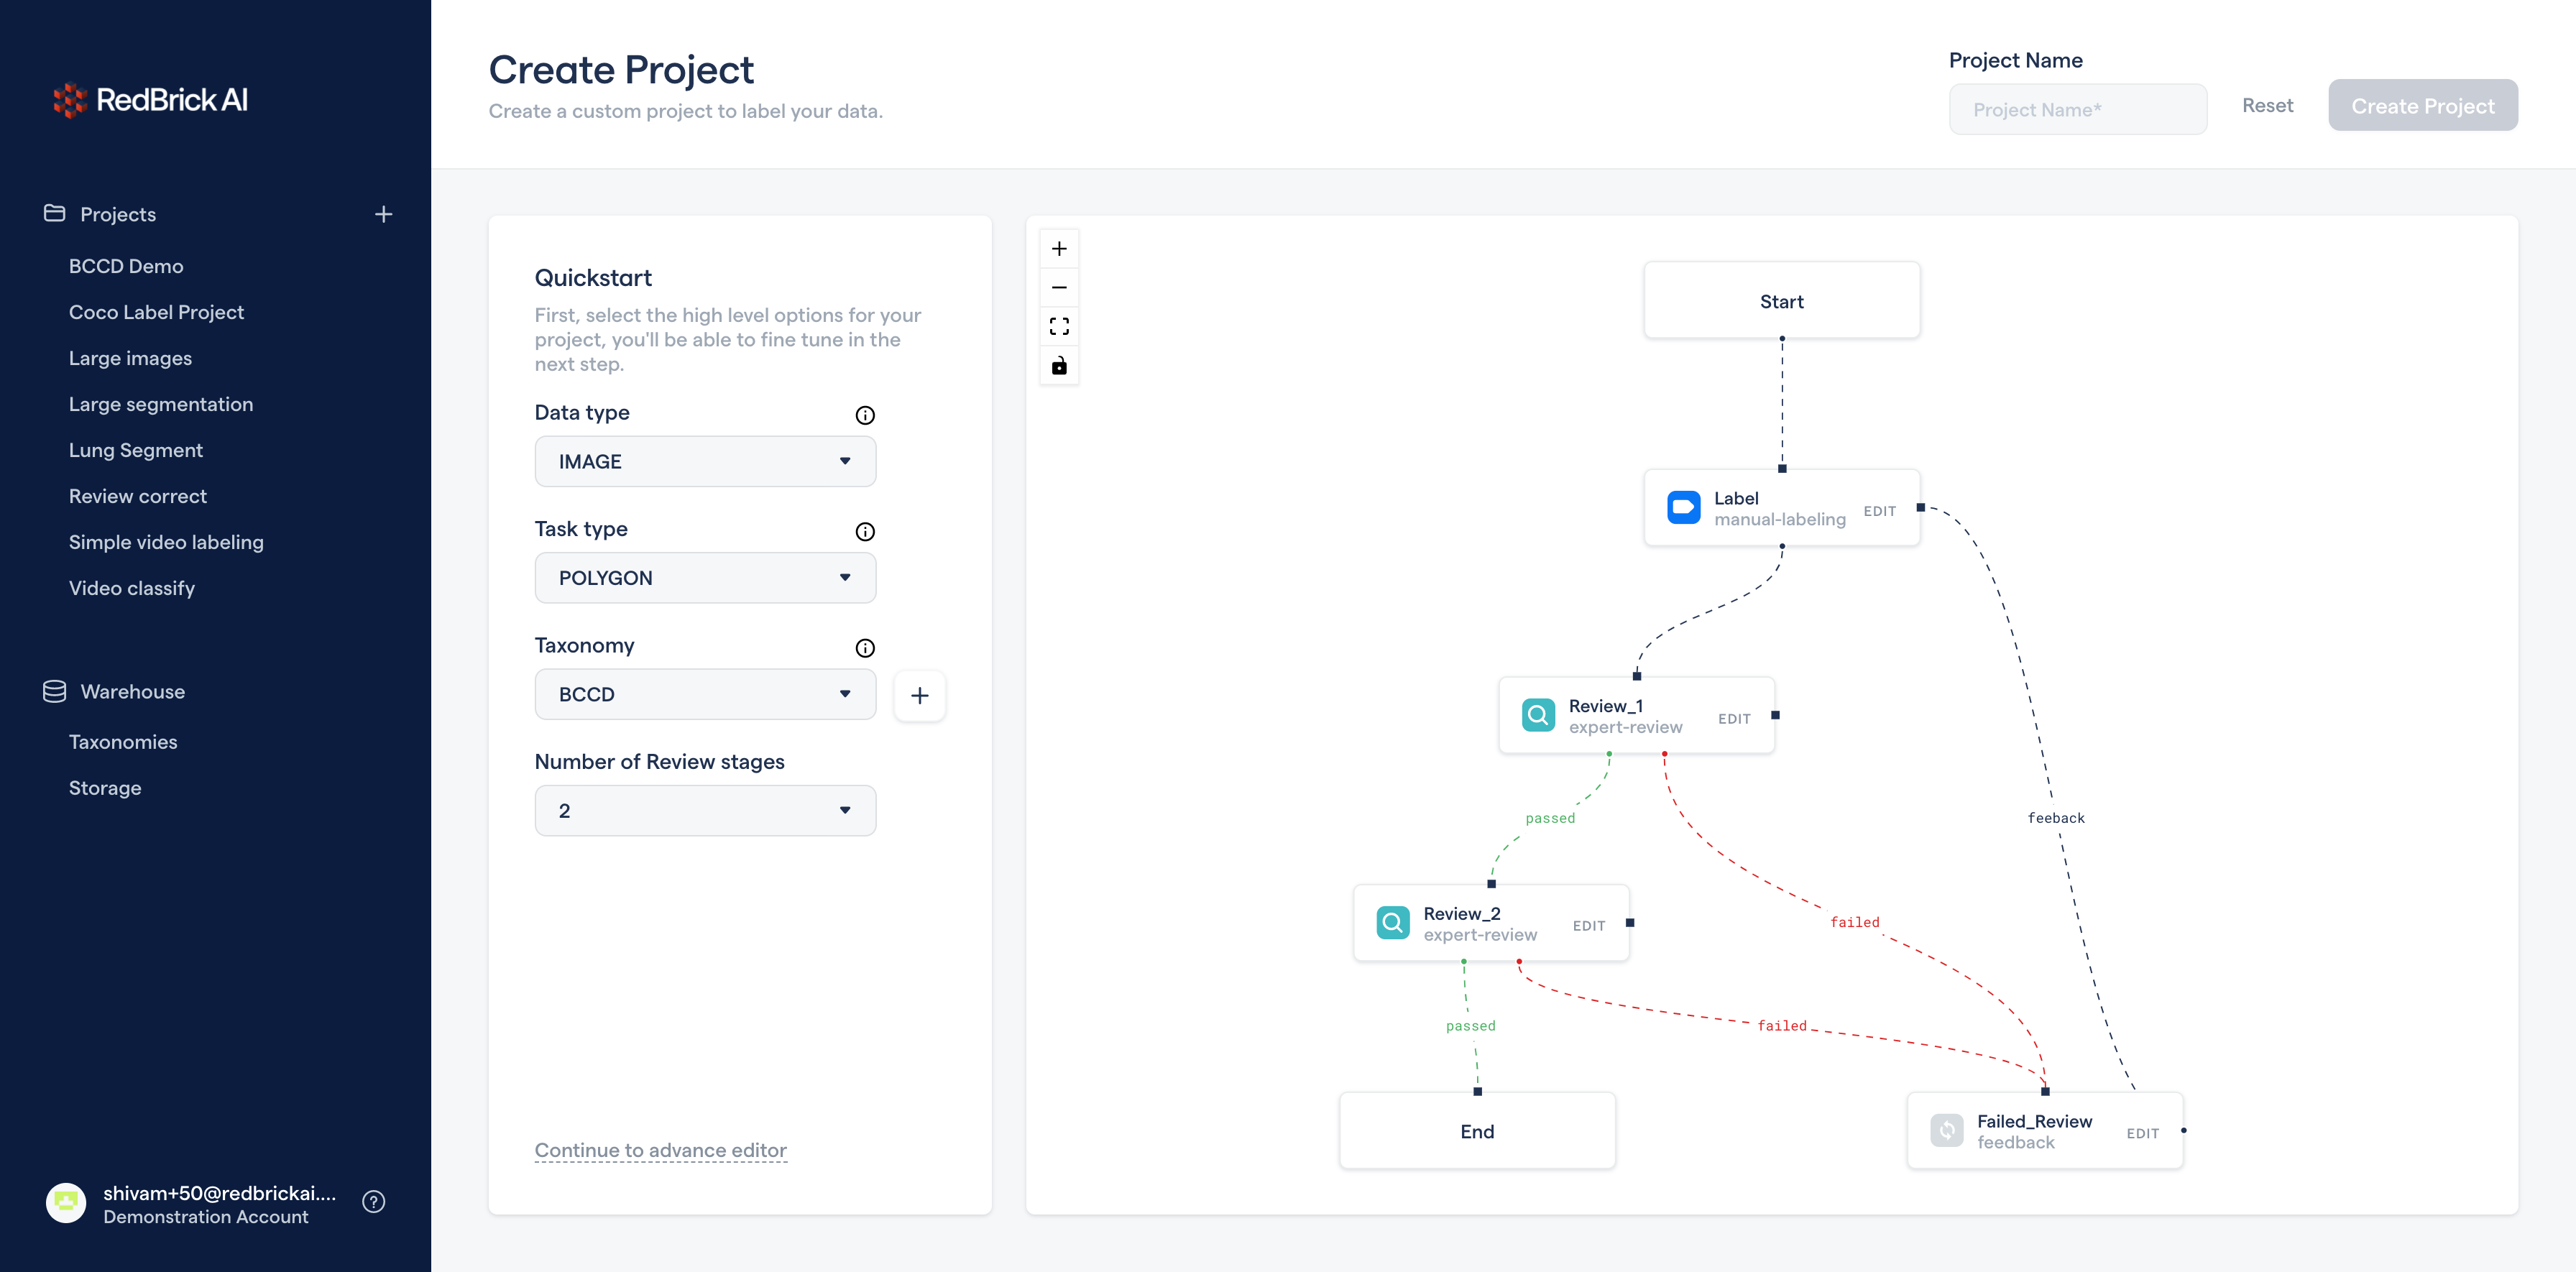 RedBrick AI
Projects
BCCD Demo
Coco Label Project
Large images
Large segmentation
Lung Segment
Review correct
Simple video labeling
Video classify
Warehouse
Taxonomies
Storage
shivam+50@redbrickai....
Demonstration Account
Create Project
Create a custom project to label your data.
Project Name
Project Name*
Reset
Create Project
Quickstart
First, select the high level options for your
project, you'll be able to fine tune in the
next step.
Data type
IMAGE
Task type
POLYGON
Taxonomy
BCCD
Number of Review stages
2
Continue to advance editor
Start
Label
manual-labeling
EDIT
Review_1
expert-review
EDIT
passed
feeback
Review_2
expert-review
EDIT
failed
passed
failed
End
Failed_Review
feedback
EDIT